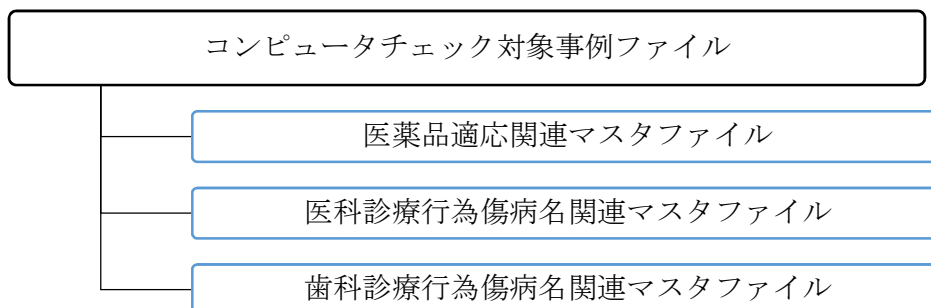 コンピュータチェック対象事例ファイル
医薬品適応関連マスタファイル
医科診療行為傷病名関連マスタファイル
歯科診療行為傷病名関連マスタファイル